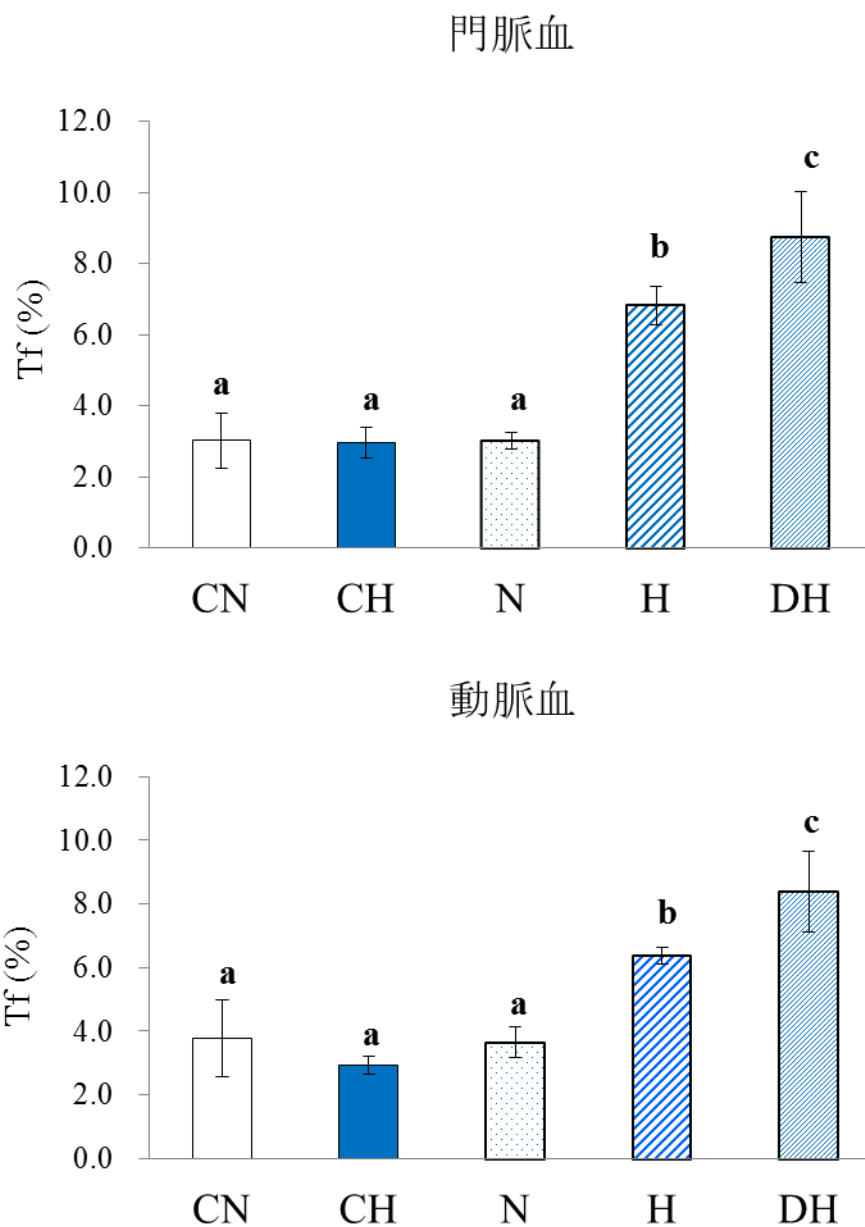 門脈血
Tf (%)
12.0
10.0
8.0
6.0
4.0
2.0
0.0
a
a
a
b
c
CN CH N H DH
動脈血
Tf (%)
12.0
10.0
8.0
6.0
4.0
2.0
0.0
a
a
a
b
c
CN CH N H DH